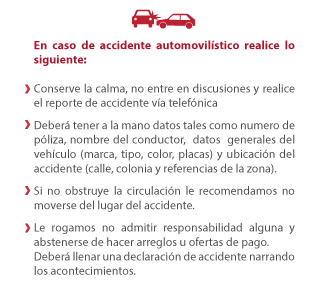 En caso de accidente automovilístico realice lo
siguiente:
Conserve la calma, no entre en discusiones y realice
el reporte de accidente vía telefónica
Deberá tener a la mano datos tales como numero de
póliza, nombre del conductor, datos generales del
vehículo (marca, tipo, color, placas) y ubicación del
accidente (calle, colonia y referencias de la zona).
Si no obstruye la circulación le recomendamos no
moverse del lugar del accidente.
Le rogamos no admitir responsabilidad alguna y
abstenerse de hacer arreglos u ofertas de pago.
Deberá llenar una declaración de accidente narrando
los acontecimientos.